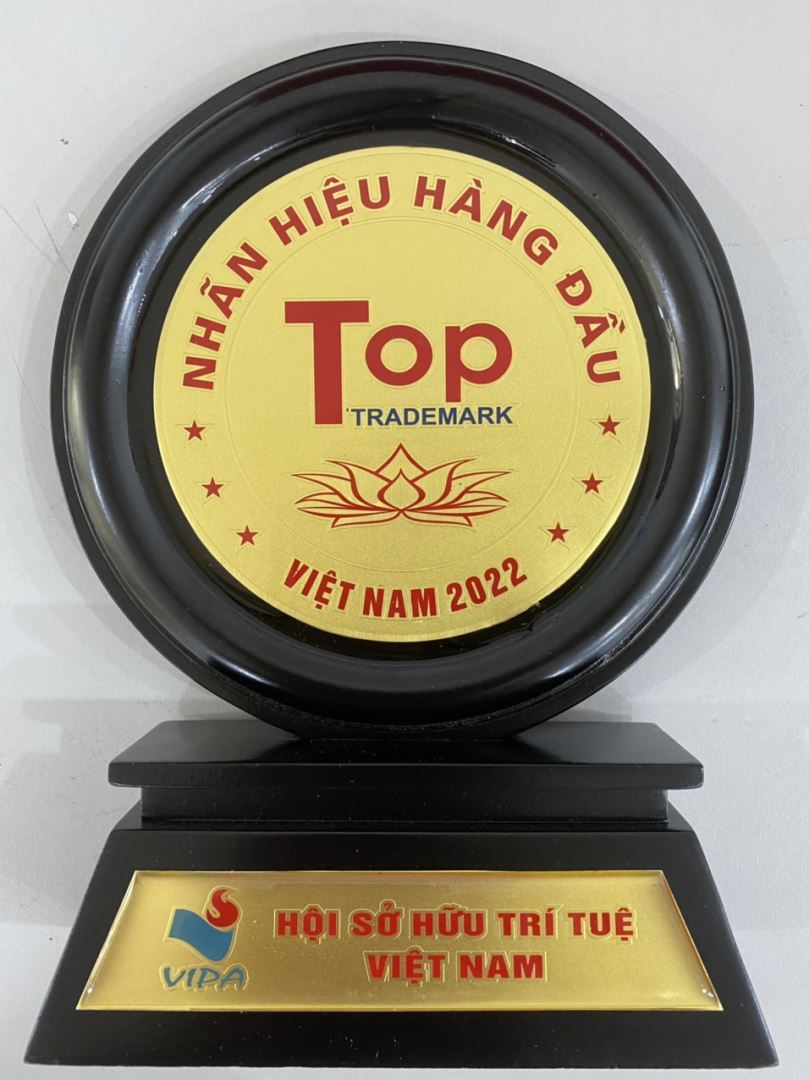 NHÃN HIỆU HÀNG ĐẦU
TOP
TRADEMARK
VIỆT NAM 2022
VIPA
HỘI SỞ HỮU TRÍ TUỆ
VIỆT NAM